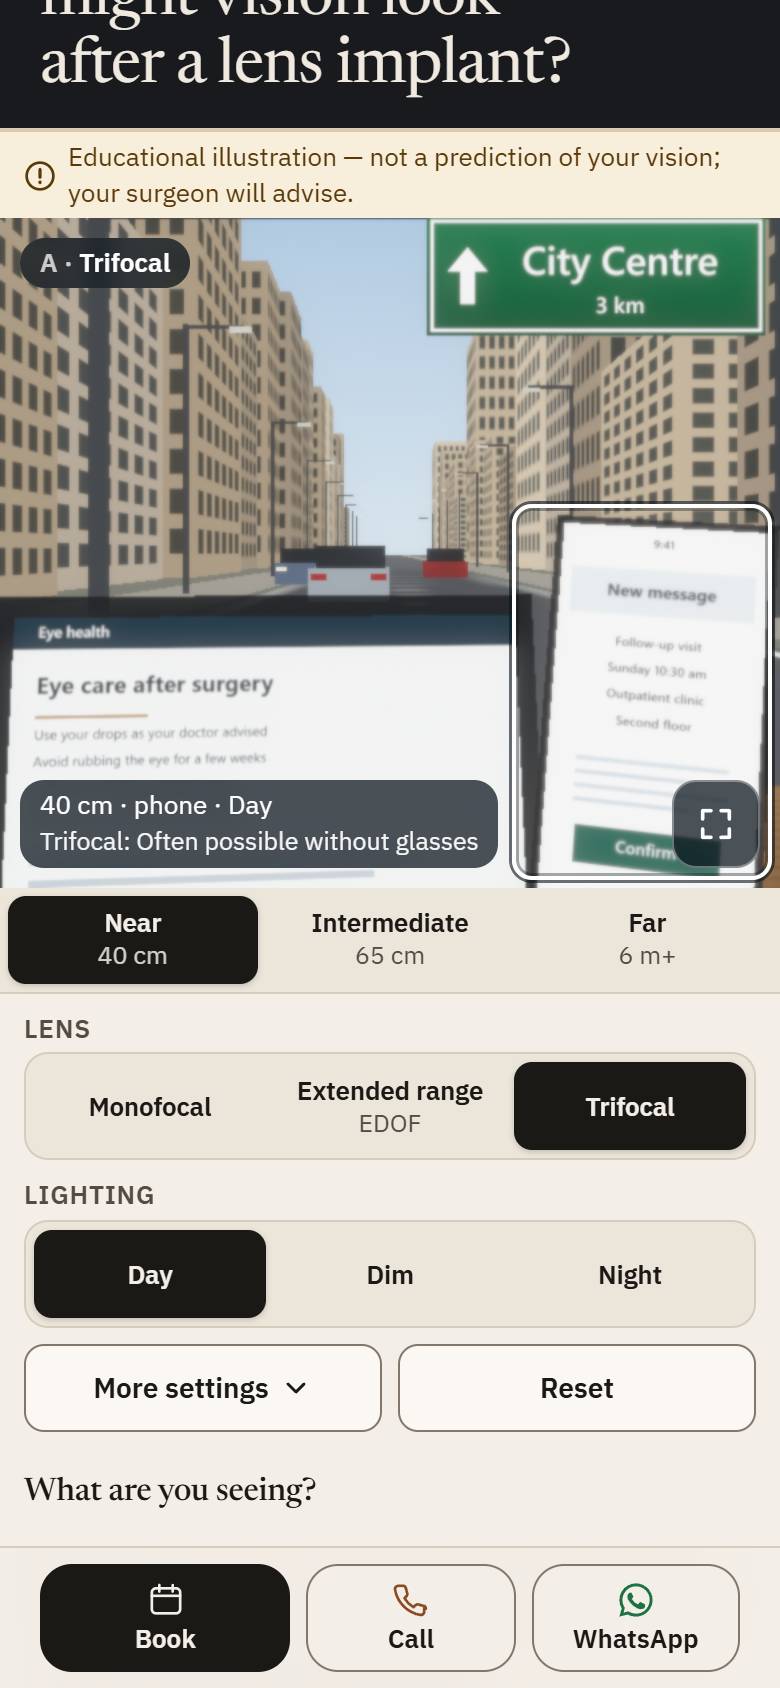 might vision look
after a lens implant?
Educational illustration — not a prediction of your vision;
your surgeon will advise.
A · Trifocal
City Centre
3 km
9:41
New message
Follow-up visit
Sunday 10:30 am
Outpatient clinic
Second floor
Confirm
Eye health
Eye care after surgery
Use your drops as your doctor advised
Avoid rubbing the eye for a few weeks
40 cm · phone · Day
Trifocal: Often possible without glasses
Near
40 cm
Intermediate
65 cm
Far
6 m+
LENS
Monofocal
Extended range
EDOF
Trifocal
LIGHTING
Day
Dim
Night
More settings
Reset
What are you seeing?
Book
Call
WhatsApp